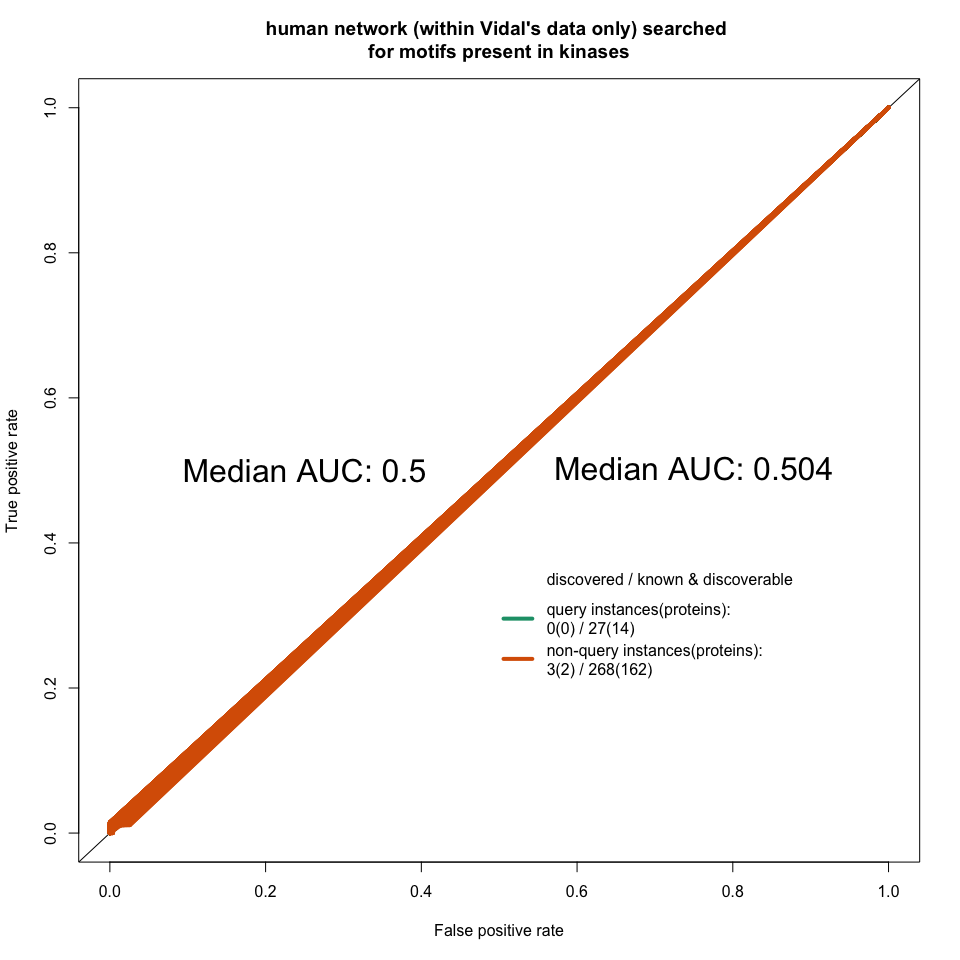 human network (within Vidal's data only) searched
for motifs present in kinases
True positive rate
1.0
0.8
0.6
0.4
0.2
0.0
Median AUC: 0.5
Median AUC: 0.504
discovered / known & discoverable
query instances(proteins):
0(0) / 27(14)
non-query instances(proteins):
3(2) / 268(162)
0.0
0.2
0.4
0.6
0.8
1.0
False positive rate